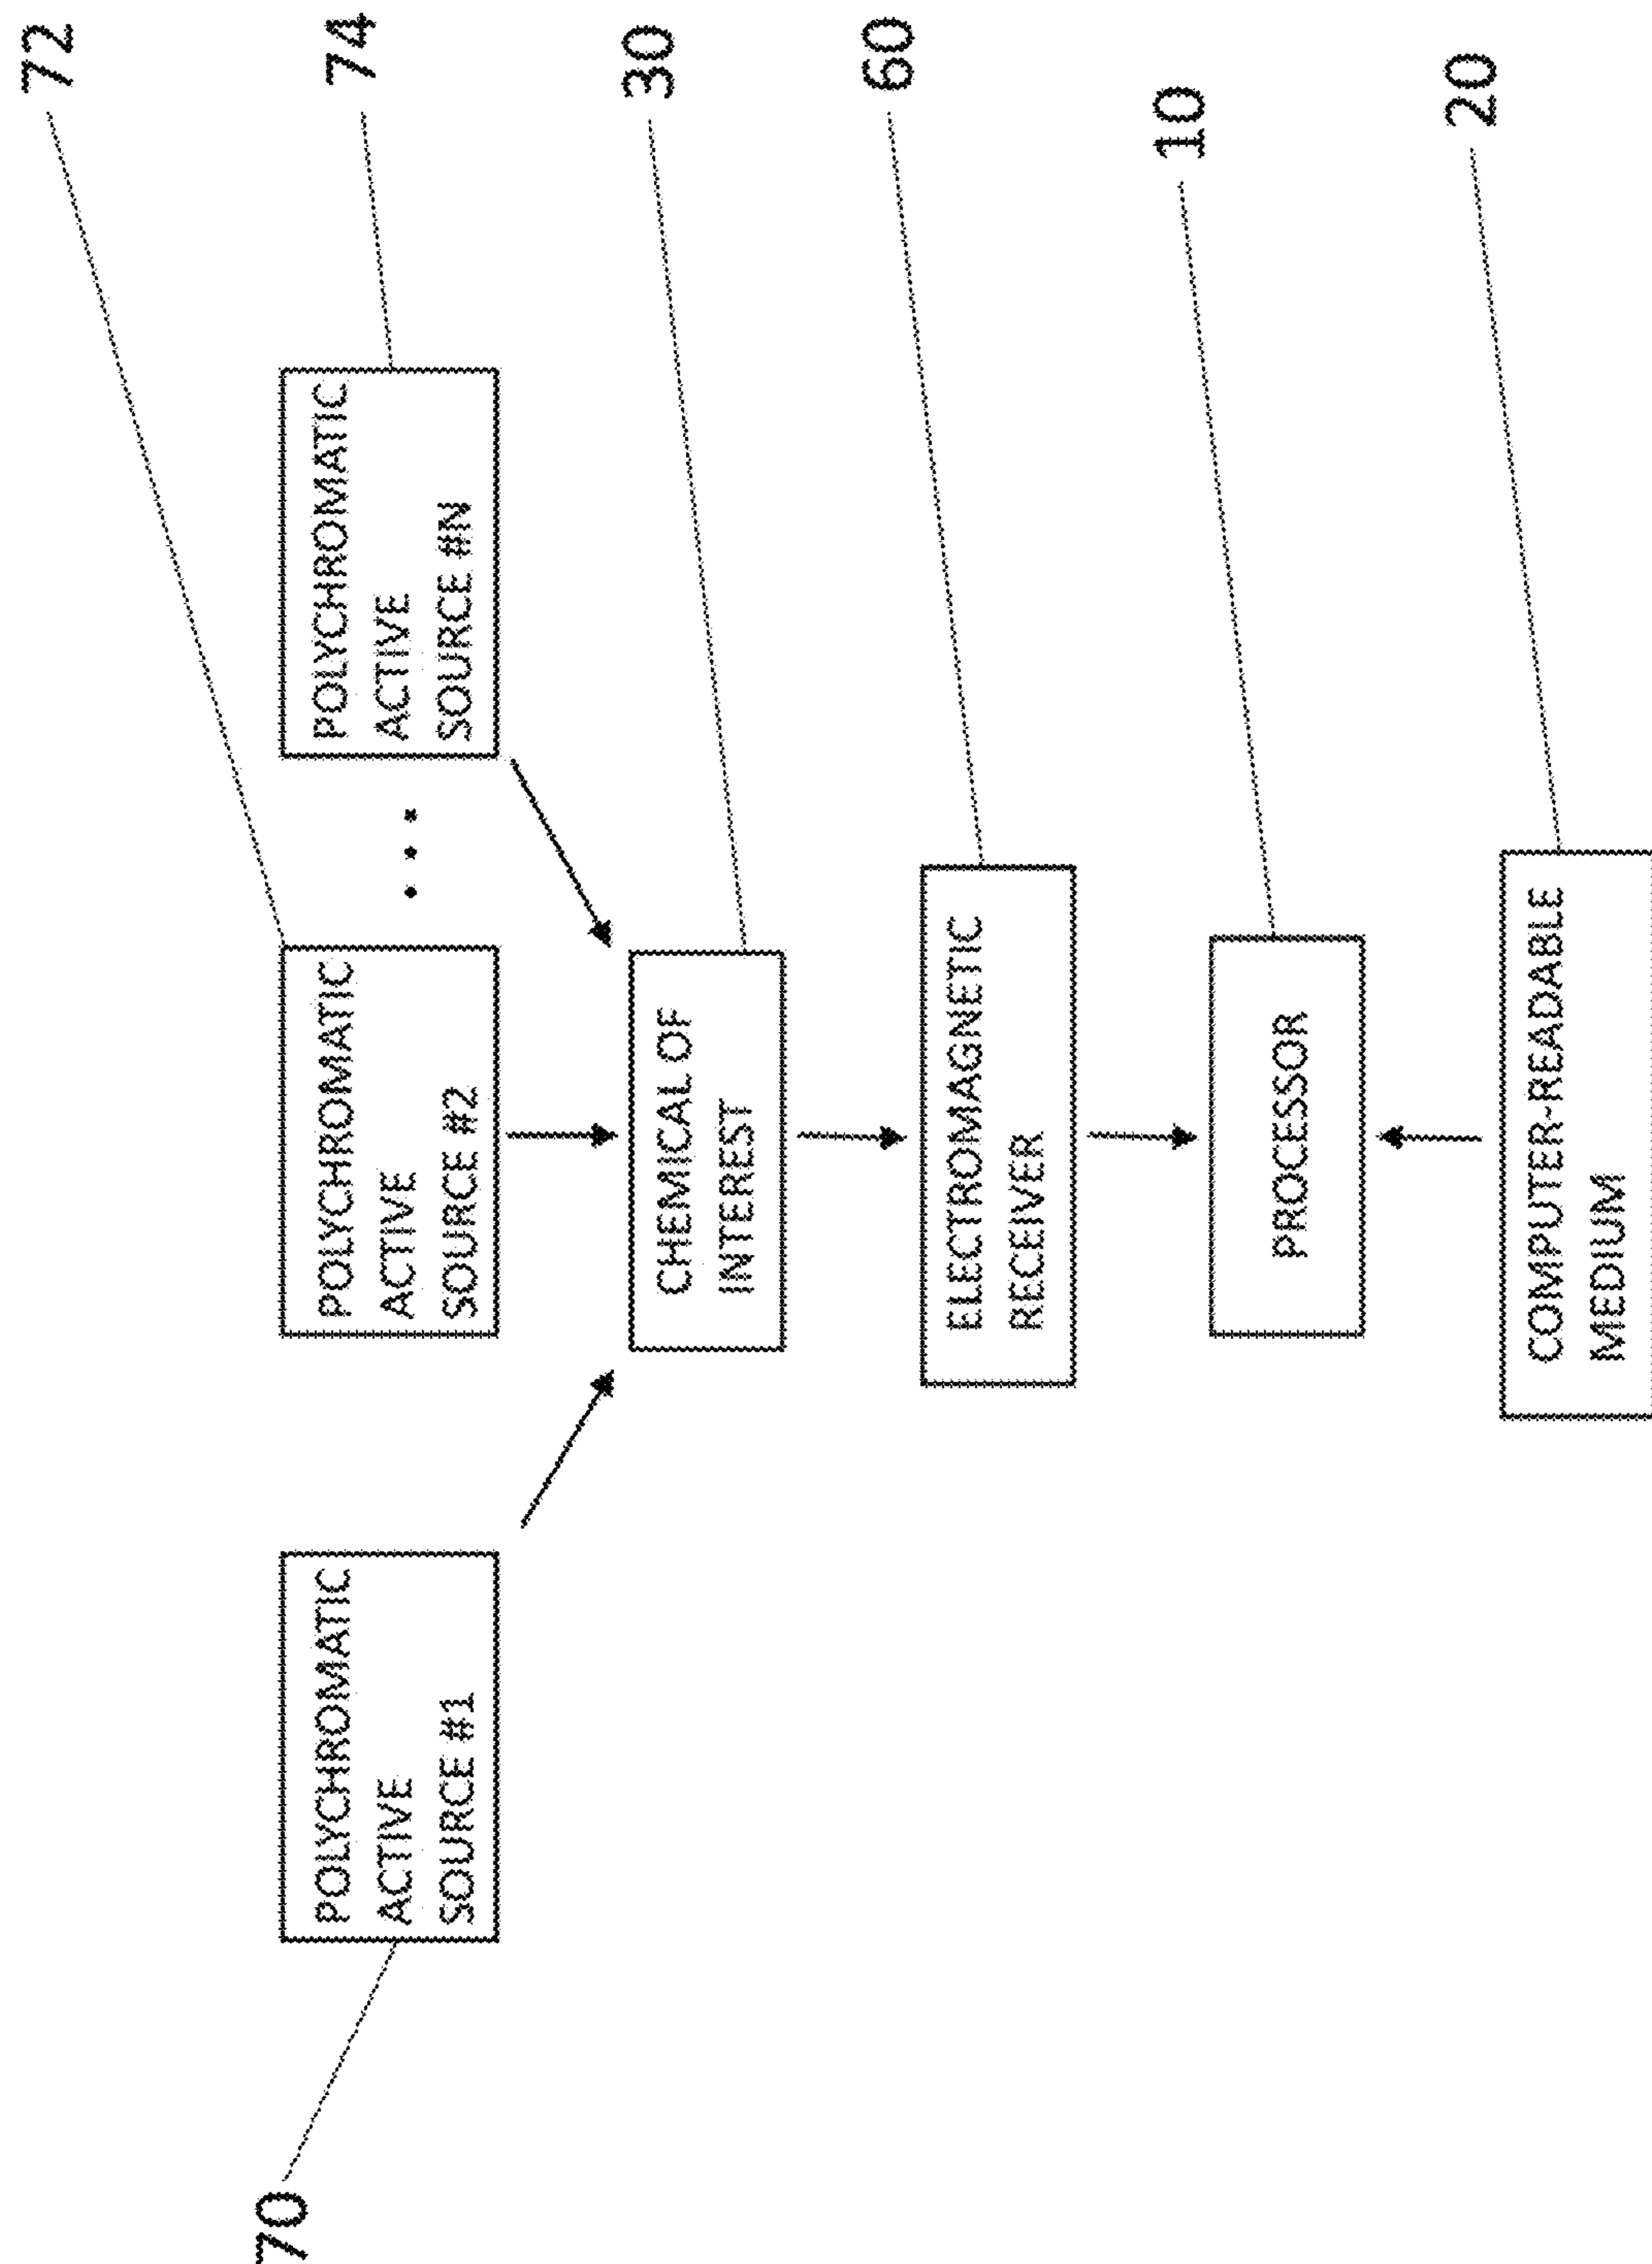 72
74
30
60
10
20
70
POLYCHROMATIC
ACTIVE
SOURCE #1
POLYCHROMATIC
ACTIVE
SOURCE #2
• • •
POLYCHROMATIC
ACTIVE
SOURCE #N
CHEMICAL OF
INTEREST
ELECTROMAGNETIC
RECEIVER
PROCESSOR
COMPUTER-READABLE
MEDIUM